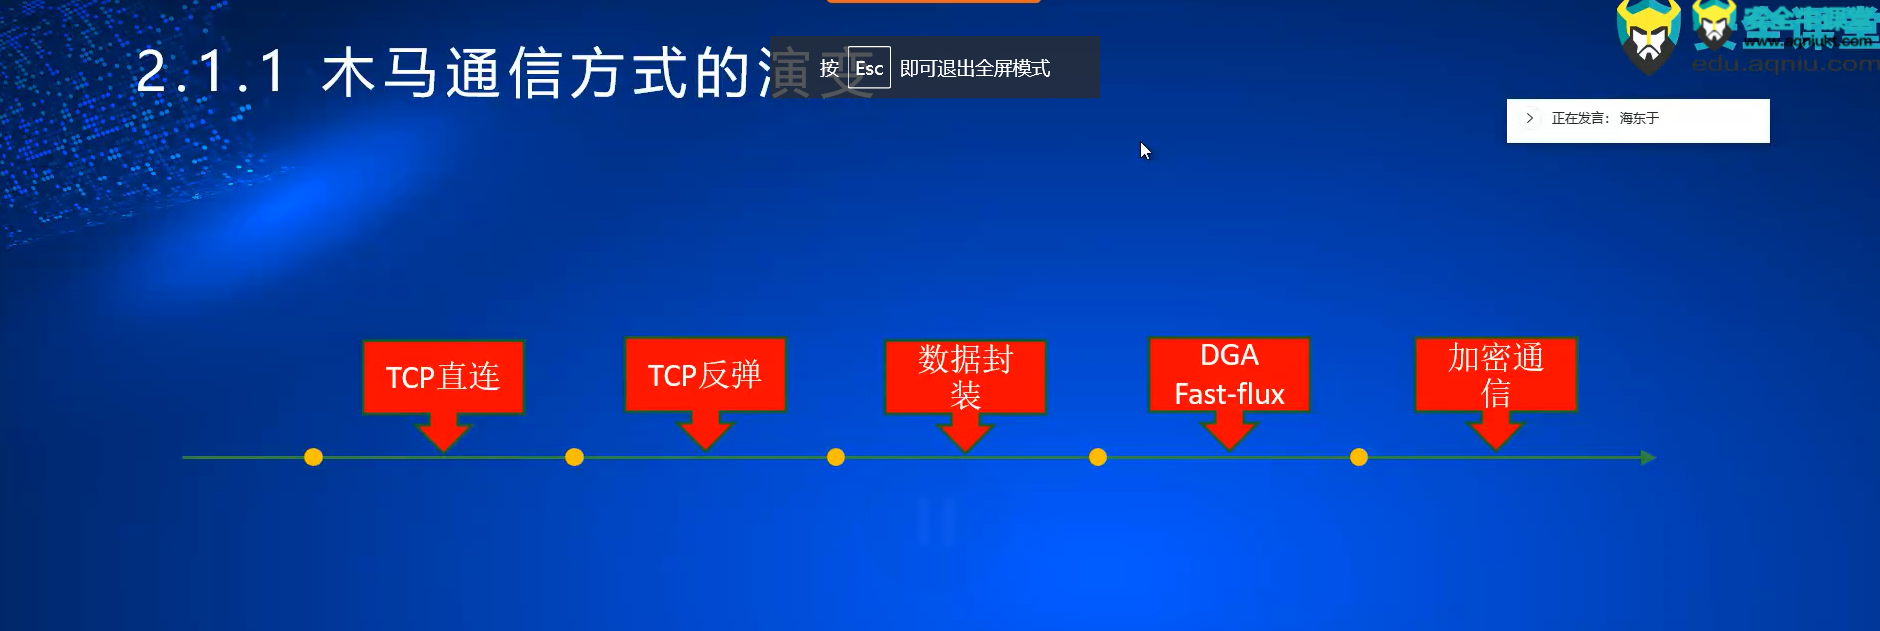 2.1.1 木马通信方式的演变
按 Esc 即可退出全屏模式
安全牛课堂
www.aqniukt.com
edu.aqniu.com
正在发言: 海东于
TCP直连
TCP反弹
数据封
装
DGA
Fast-flux
加密通
信